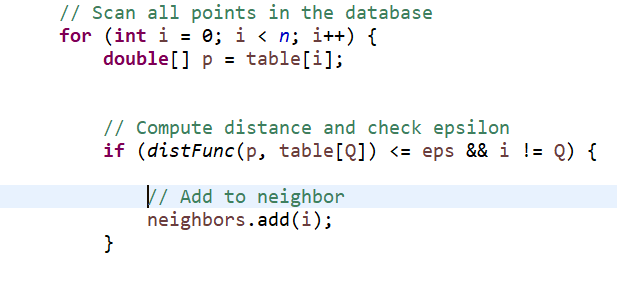 // Scan all points in the database
for (int i = 0; i < n; i++) {
double[] p = table[i];
// Compute distance and check epsilon
if (distFunc(p, table[Q]) <= eps && i != Q) {
// Add to neighbor
neighbors.add(i);
}